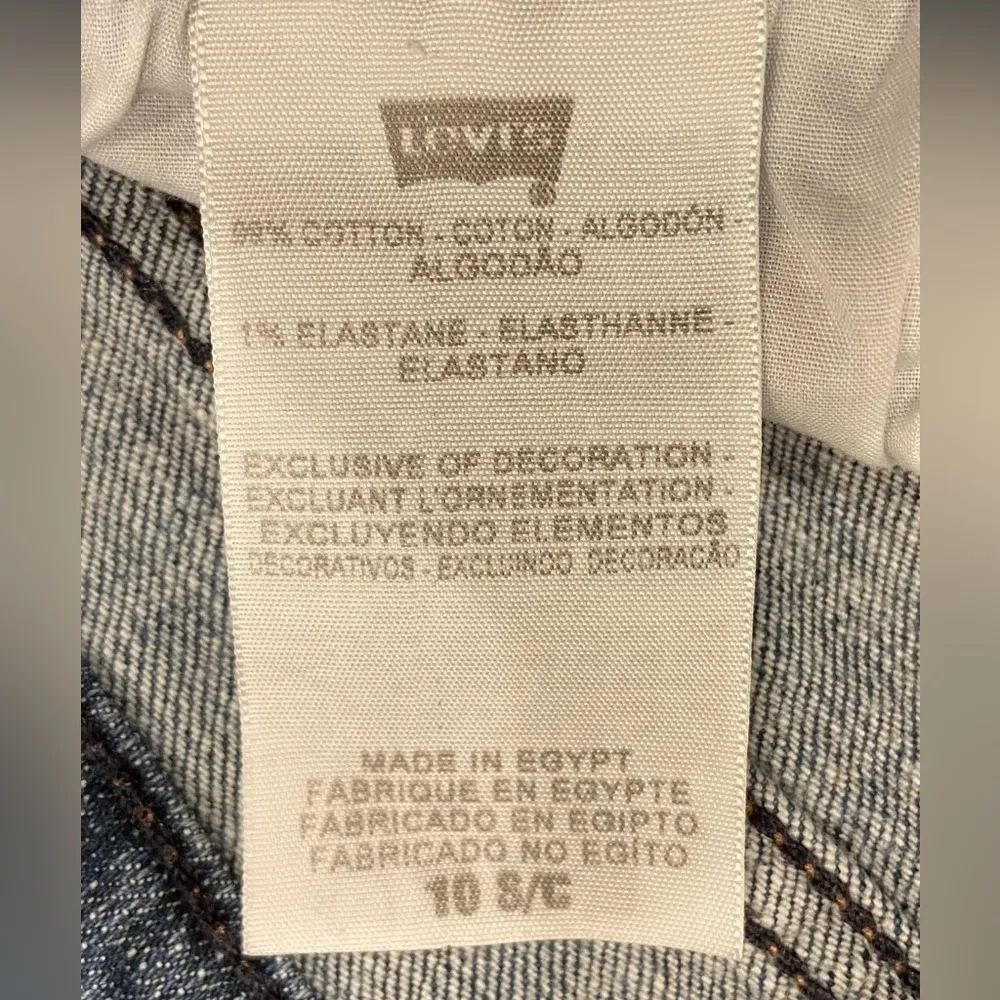 Levi's
®
99% COTTON - COTON - ALGODÓN -
ALGODÃO
1% ELASTANE - ELASTHANNE -
ELASTANO
EXCLUSIVE OF DECORATION -
EXCLUANT L'ORNEMENTATION -
EXCLUYENDO ELEMENTOS
DECORATIVOS - EXCLUINDO DECORAÇÃO
MADE IN EGYPT
FABRIQUE EN EGYPTE
FABRICADO EN EGIPTO
FABRICADO NO EGITO
10 S/C